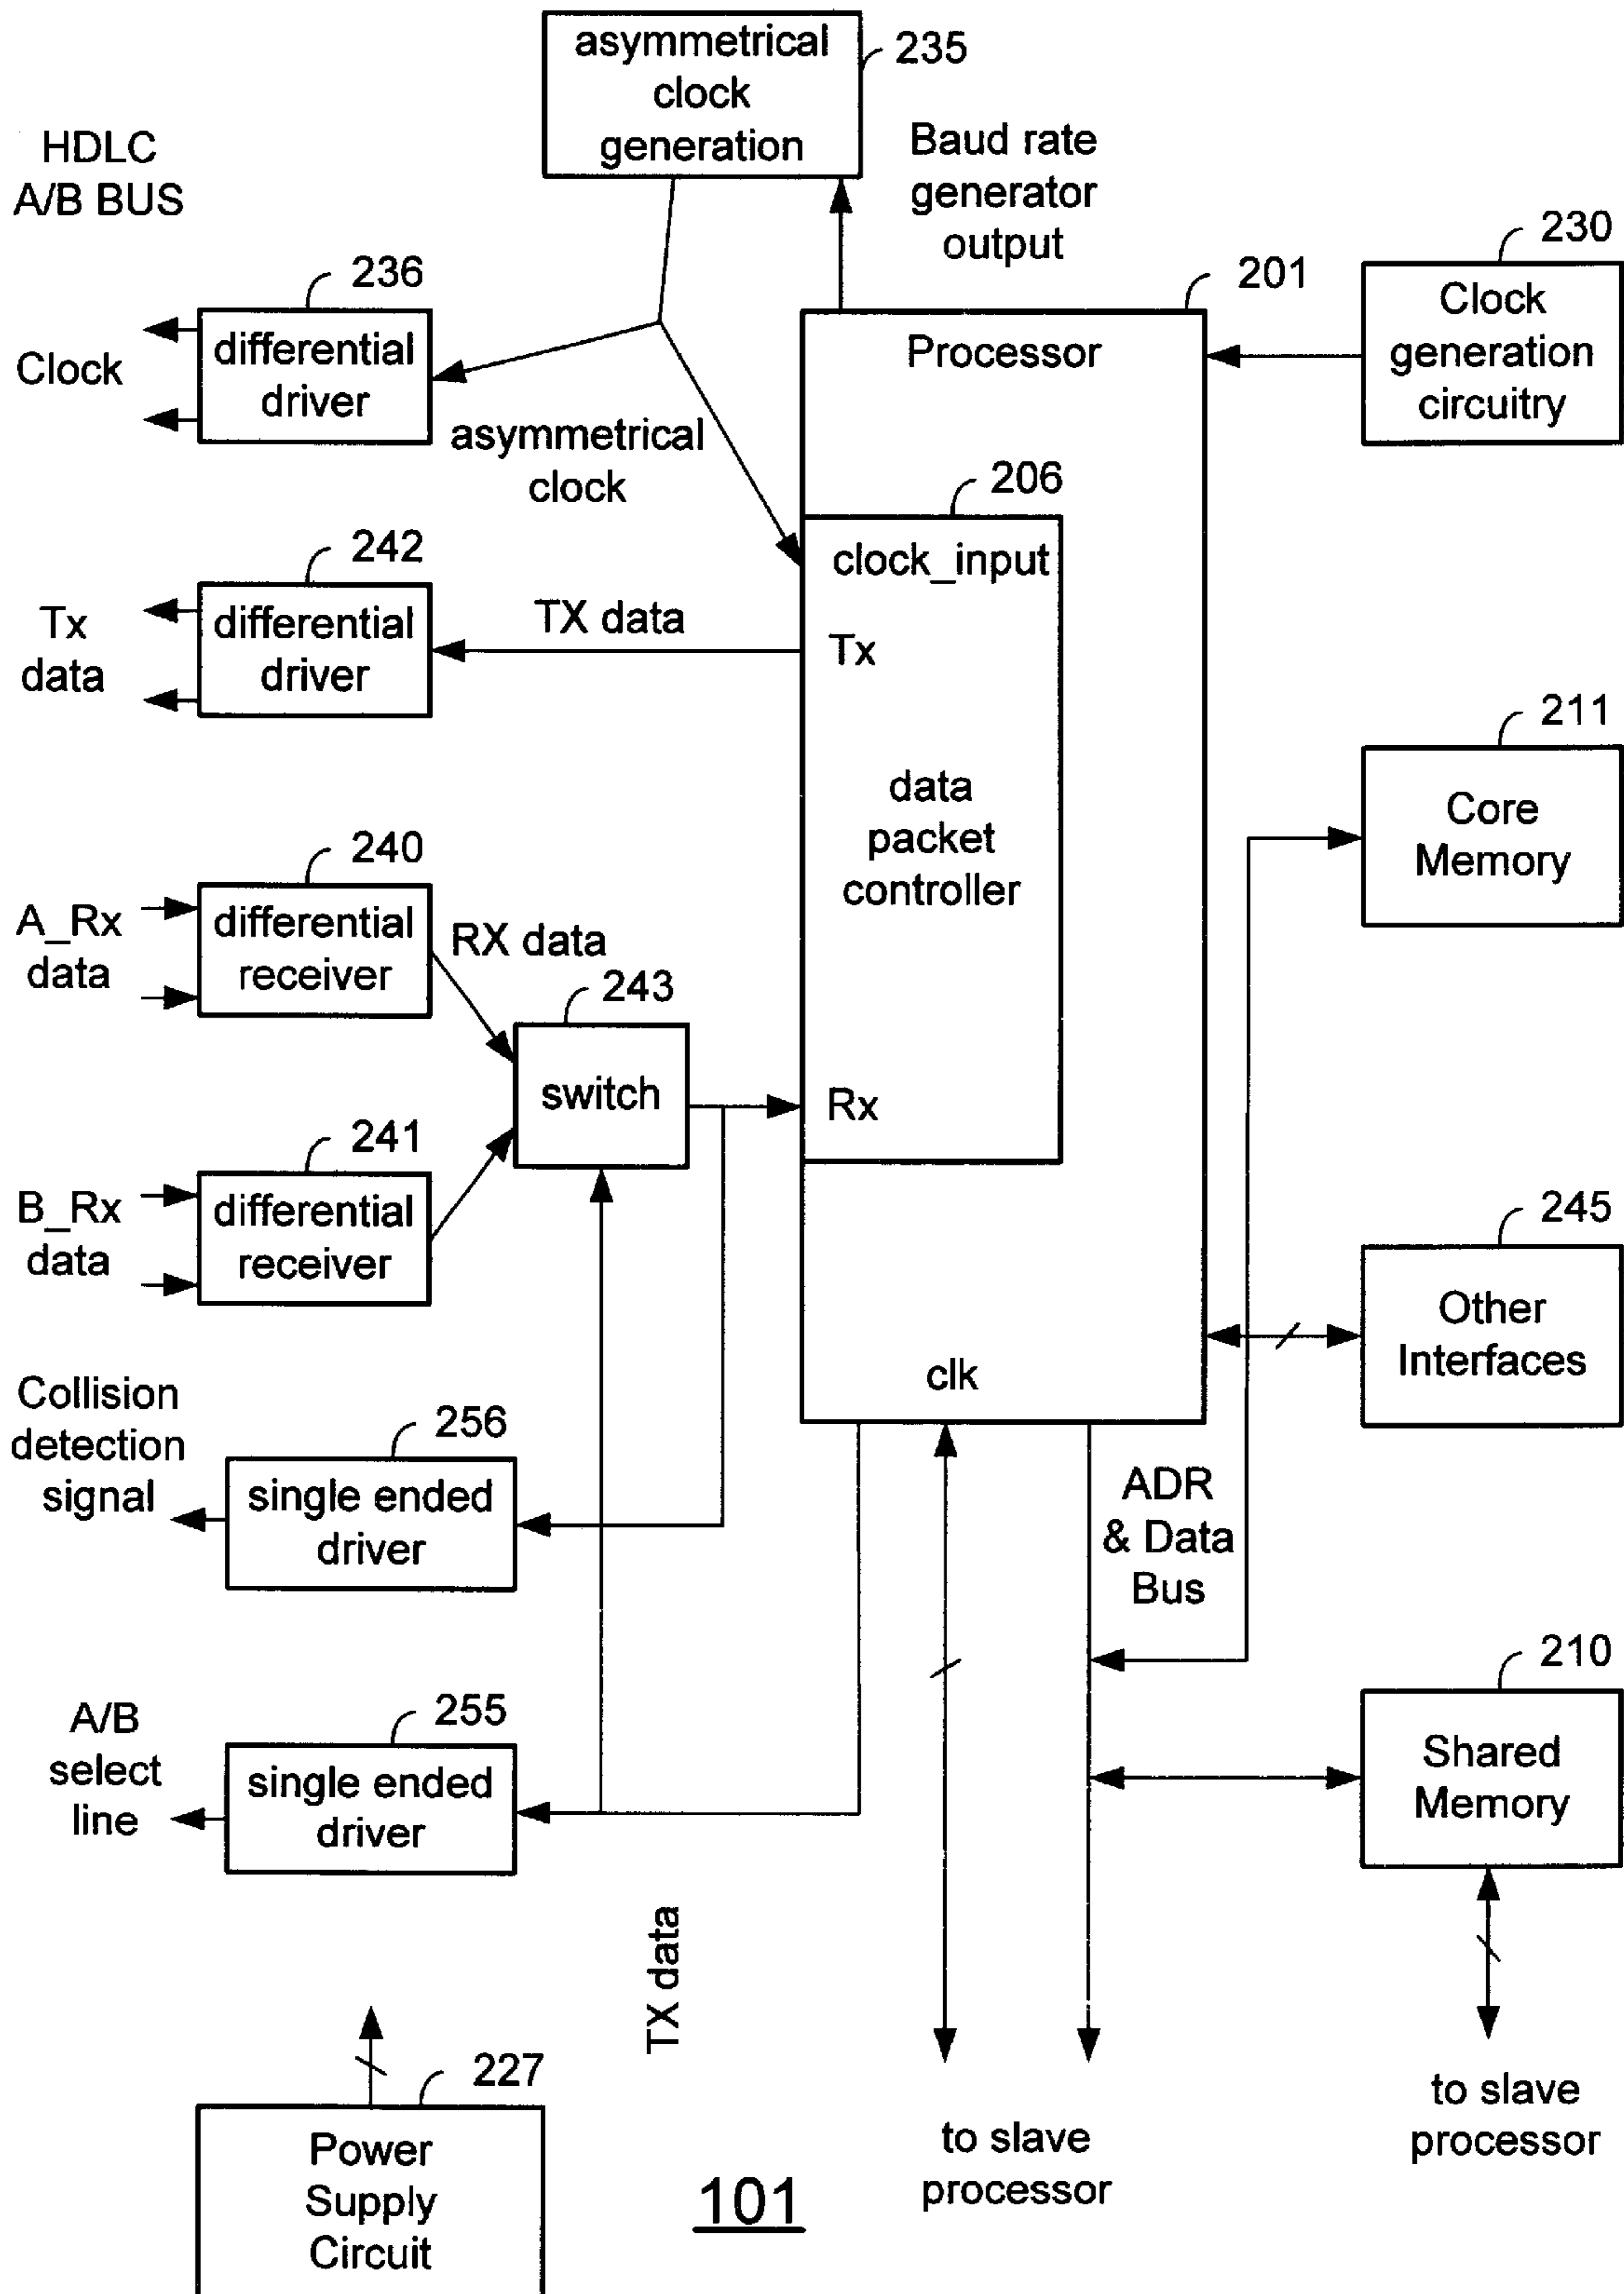 asymmetrical
clock
generation
235
HDLC
A/B BUS
Baud rate
generator
output
236
differential
driver
Clock
asymmetrical
clock
201
Processor
230
Clock
generation
circuitry
206
clock_input
Tx
data
packet
controller
Rx
clk
242
differential
driver
Tx
data
TX data
211
Core
Memory
240
differential
receiver
A_Rx
data
RX data
243
switch
241
differential
receiver
B_Rx
data
245
Other
Interfaces
Collision
detection
signal
256
single ended
driver
ADR
& Data
Bus
A/B
select
line
255
single ended
driver
210
Shared
Memory
TX data
227
Power
Supply
Circuit
101
to slave
processor
to slave
processor